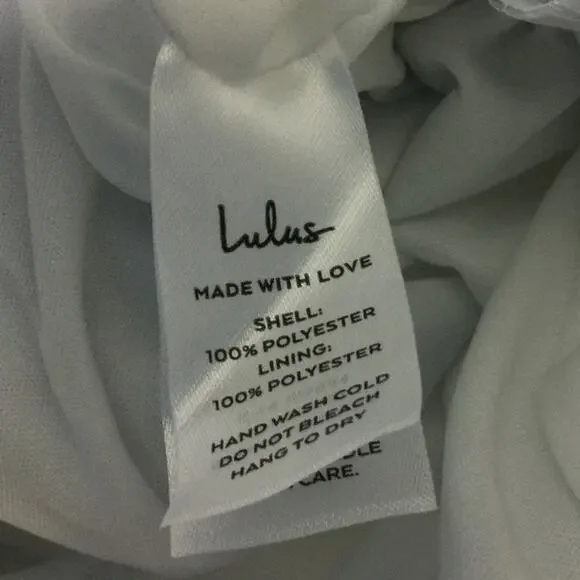 Lulus
MADE WITH LOVE
SHELL:
100% POLYESTER
LINING:
100% POLYESTER
HAND WASH COLD
DO NOT BLEACH
HANG TO DRY
CARE.